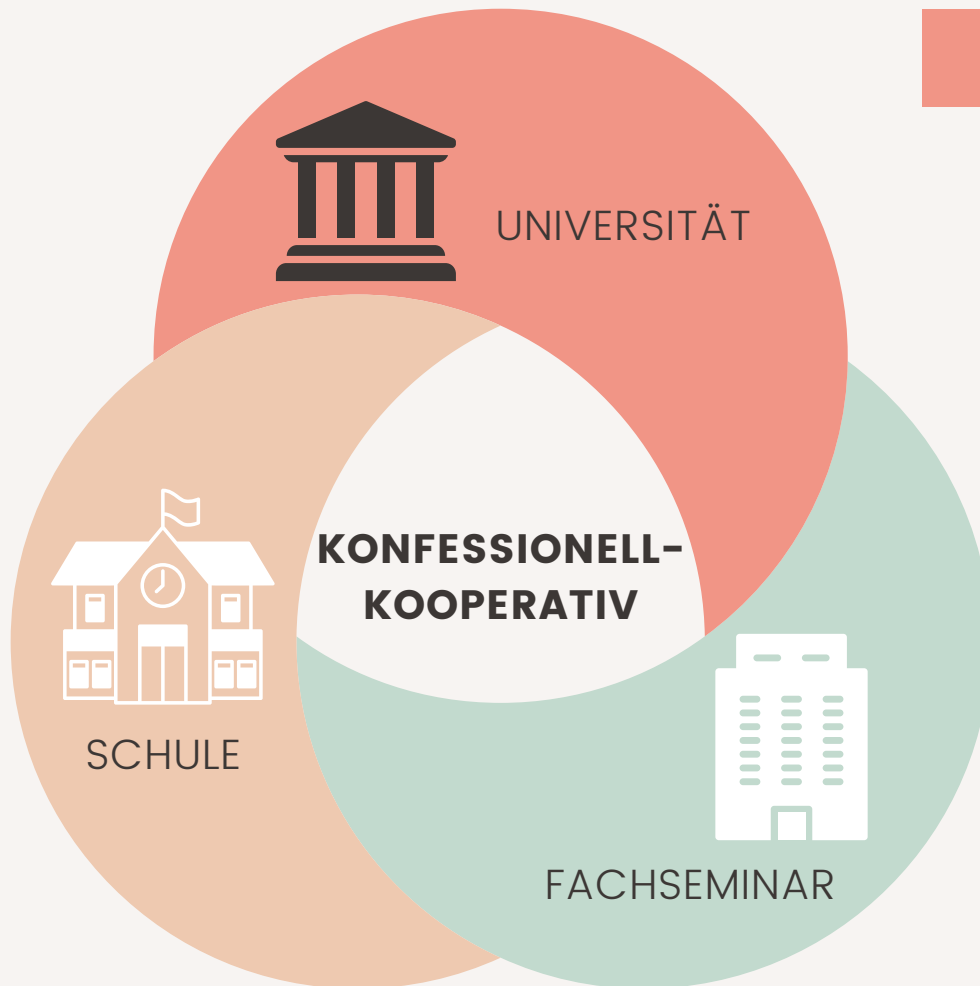 UNIVERSITÄT
KONFESSIONELL-
KOOPERATIV
SCHULE
FACHSEMINAR